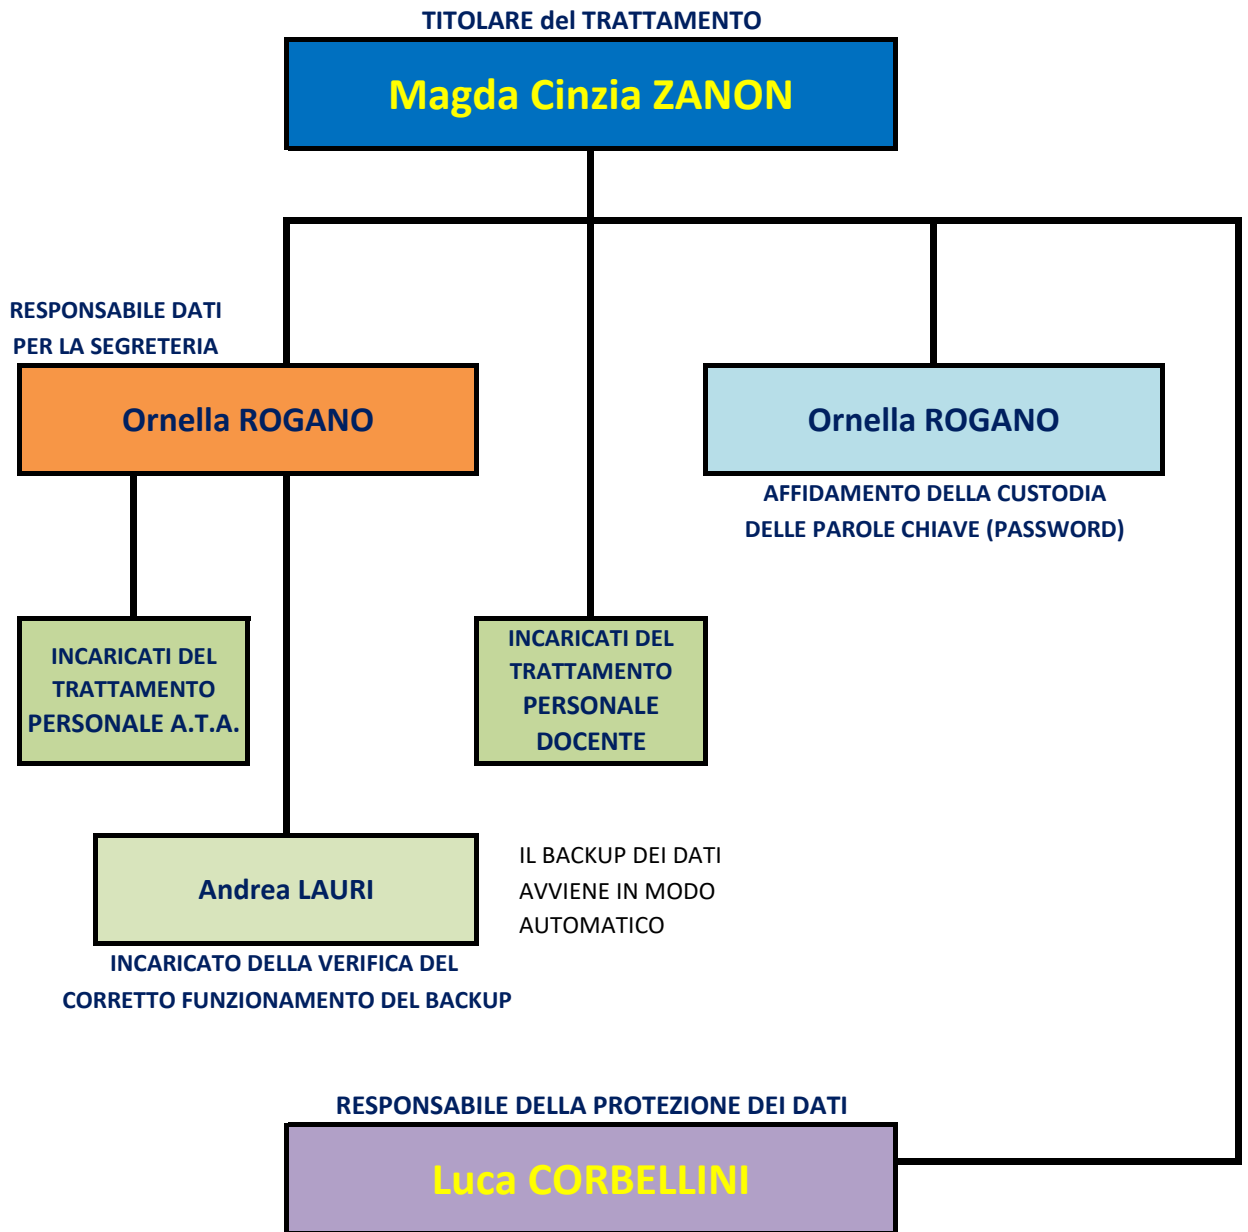 TITOLARE del TRATTAMENTO
Magda Cinzia ZANON
RESPONSABILE DATI
PER LA SEGRETERIA
Ornella ROGANO
Ornella ROGANO
AFFIDAMENTO DELLA CUSTODIA
DELLE PAROLE CHIAVE (PASSWORD)
INCARICATI DEL
TRATTAMENTO
PERSONALE A.T.A.
INCARICATI DEL
TRATTAMENTO
PERSONALE
DOCENTE
Andrea LAURI
IL BACKUP DEI DATI
AVVIENE IN MODO
AUTOMATICO
INCARICATO DELLA VERIFICA DEL
CORRETTO FUNZIONAMENTO DEL BACKUP
RESPONSABILE DELLA PROTEZIONE DEI DATI
Luca CORBELLINI